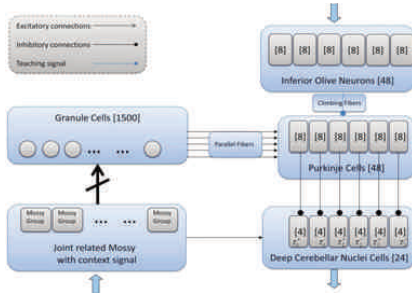 Excitatory connections
Inhibitory connections
Teaching signal
[8] [8] [8] [8] [8] [8]
Inferior Olive Neurons [48]
Climbing Fibers
Granule Cells [1500]
... ...
Parallel Fibers
[8] [8] [8] [8] [8] [8]
Purkinje Cells [48]
Mossy Group
Mossy Group
... ...
Mossy Group
Joint related Mossy
with context signal
[4] [4] [4] [4] [4] [4]
Deep Cerebellar Nuclei Cells [24]